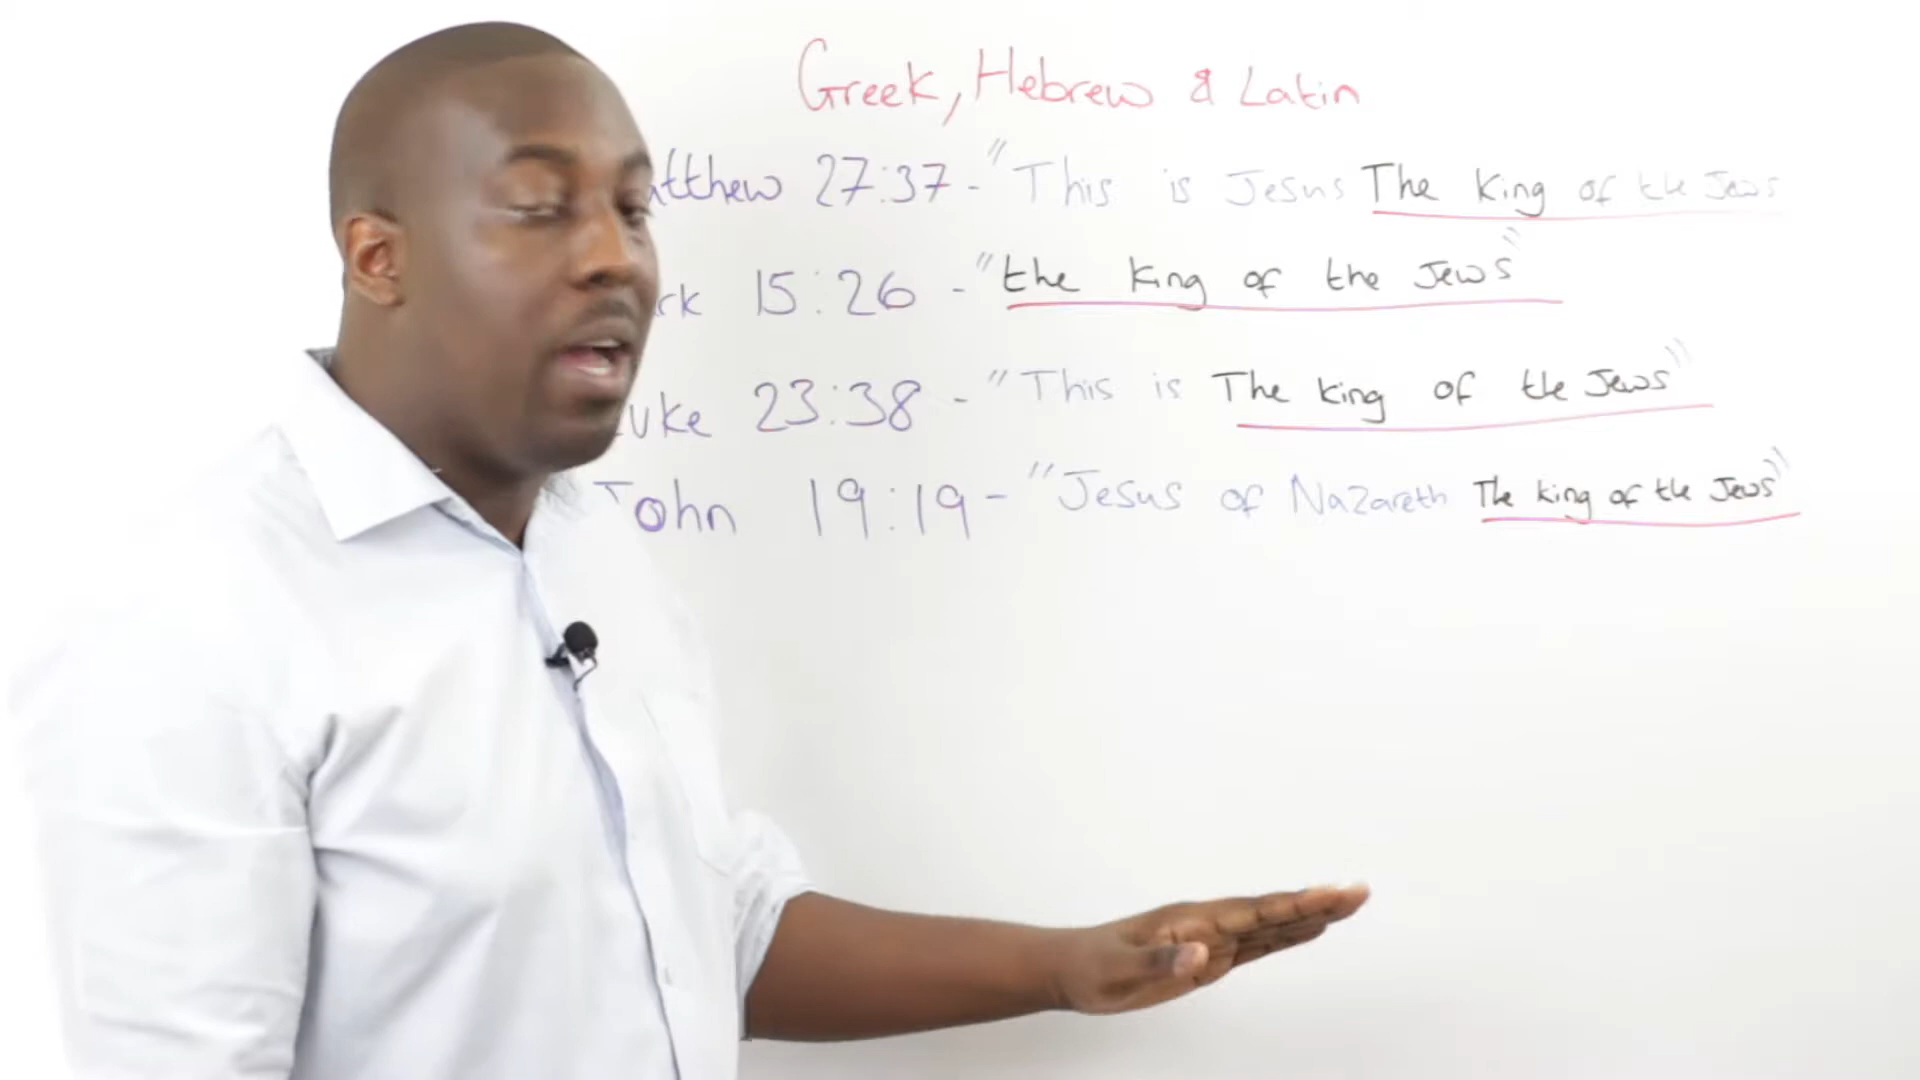 Greek, Hebrew & Latin
atthew 27:37 - "This is Jesus The King of the Jews
rk 15:26 - "the King of the Jews"
uke 23:38 - "This is The King of the Jews"
John 19:19 - "Jesus of Nazareth The King of the Jews"